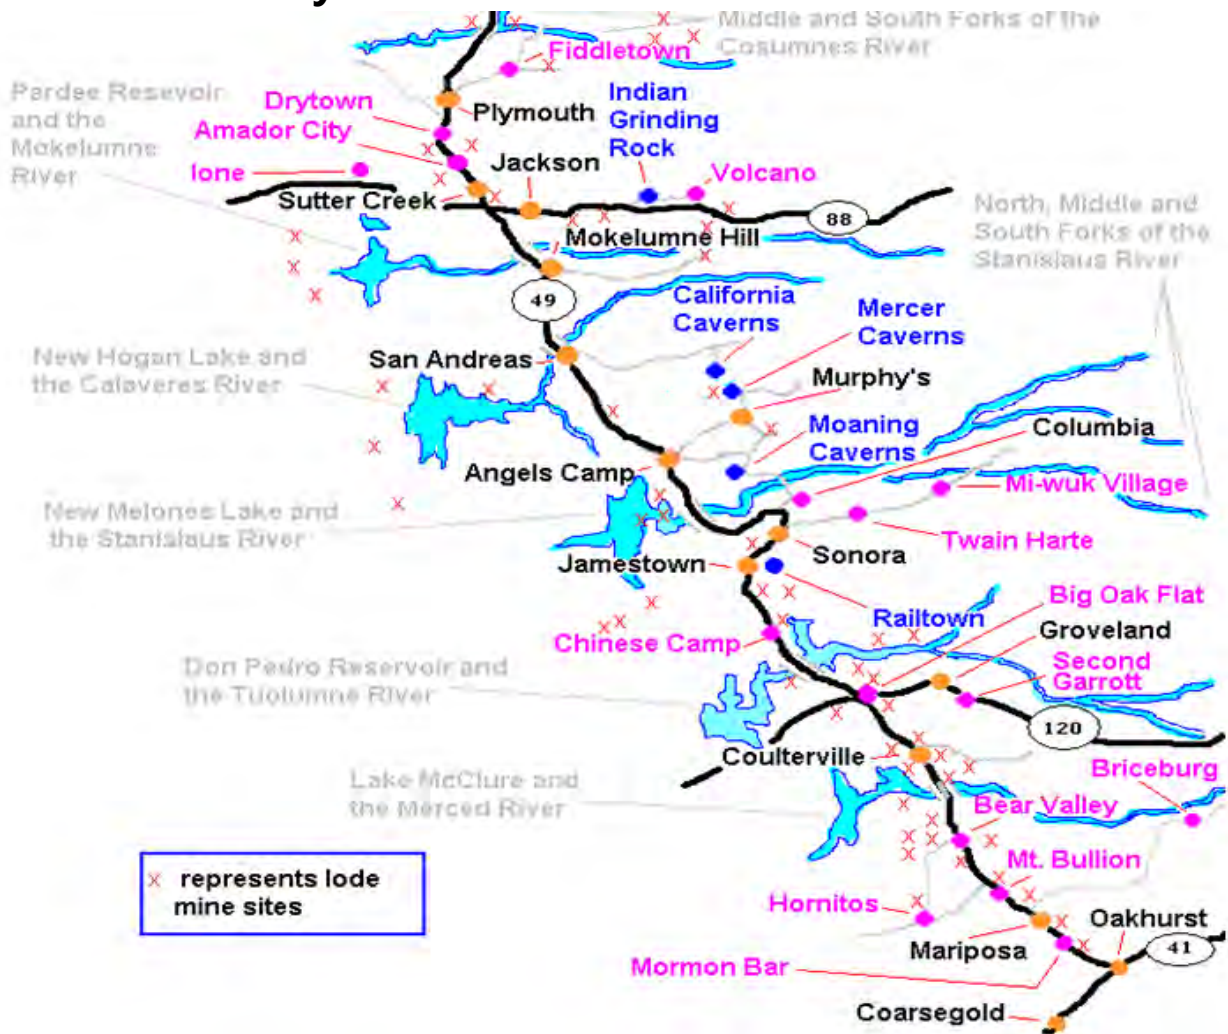 Middle and South Forks of the
Cosumnes River
Fiddletown
Pardee Resevoir
and the
Mokelumne
River
Drytown
Amador City
Plymouth
Indian
Grinding
Rock
Ione
Jackson
Volcano
Sutter Creek
88
North, Middle and
South Forks of the
Stanislaus River
Mokelumne Hill
49
California
Caverns
Mercer
Caverns
New Hogan Lake and
the Calaveres River
San Andreas
Murphy's
Moaning
Caverns
Columbia
Angels Camp
Mi-wuk Village
New Melones Lake and
the Stanislaus River
Twain Harte
Sonora
Jamestown
Railtown
Big Oak Flat
Chinese Camp
Groveland
Second
Garrott
Don Pedro Reservoir and
the Tuolumne River
120
Coulterville
Briceburg
Lake McClure and
the Merced River
Bear Valley
x represents lode
mine sites
Mt. Bullion
Hornitos
Mariposa
Oakhurst
41
Mormon Bar
Coarsegold